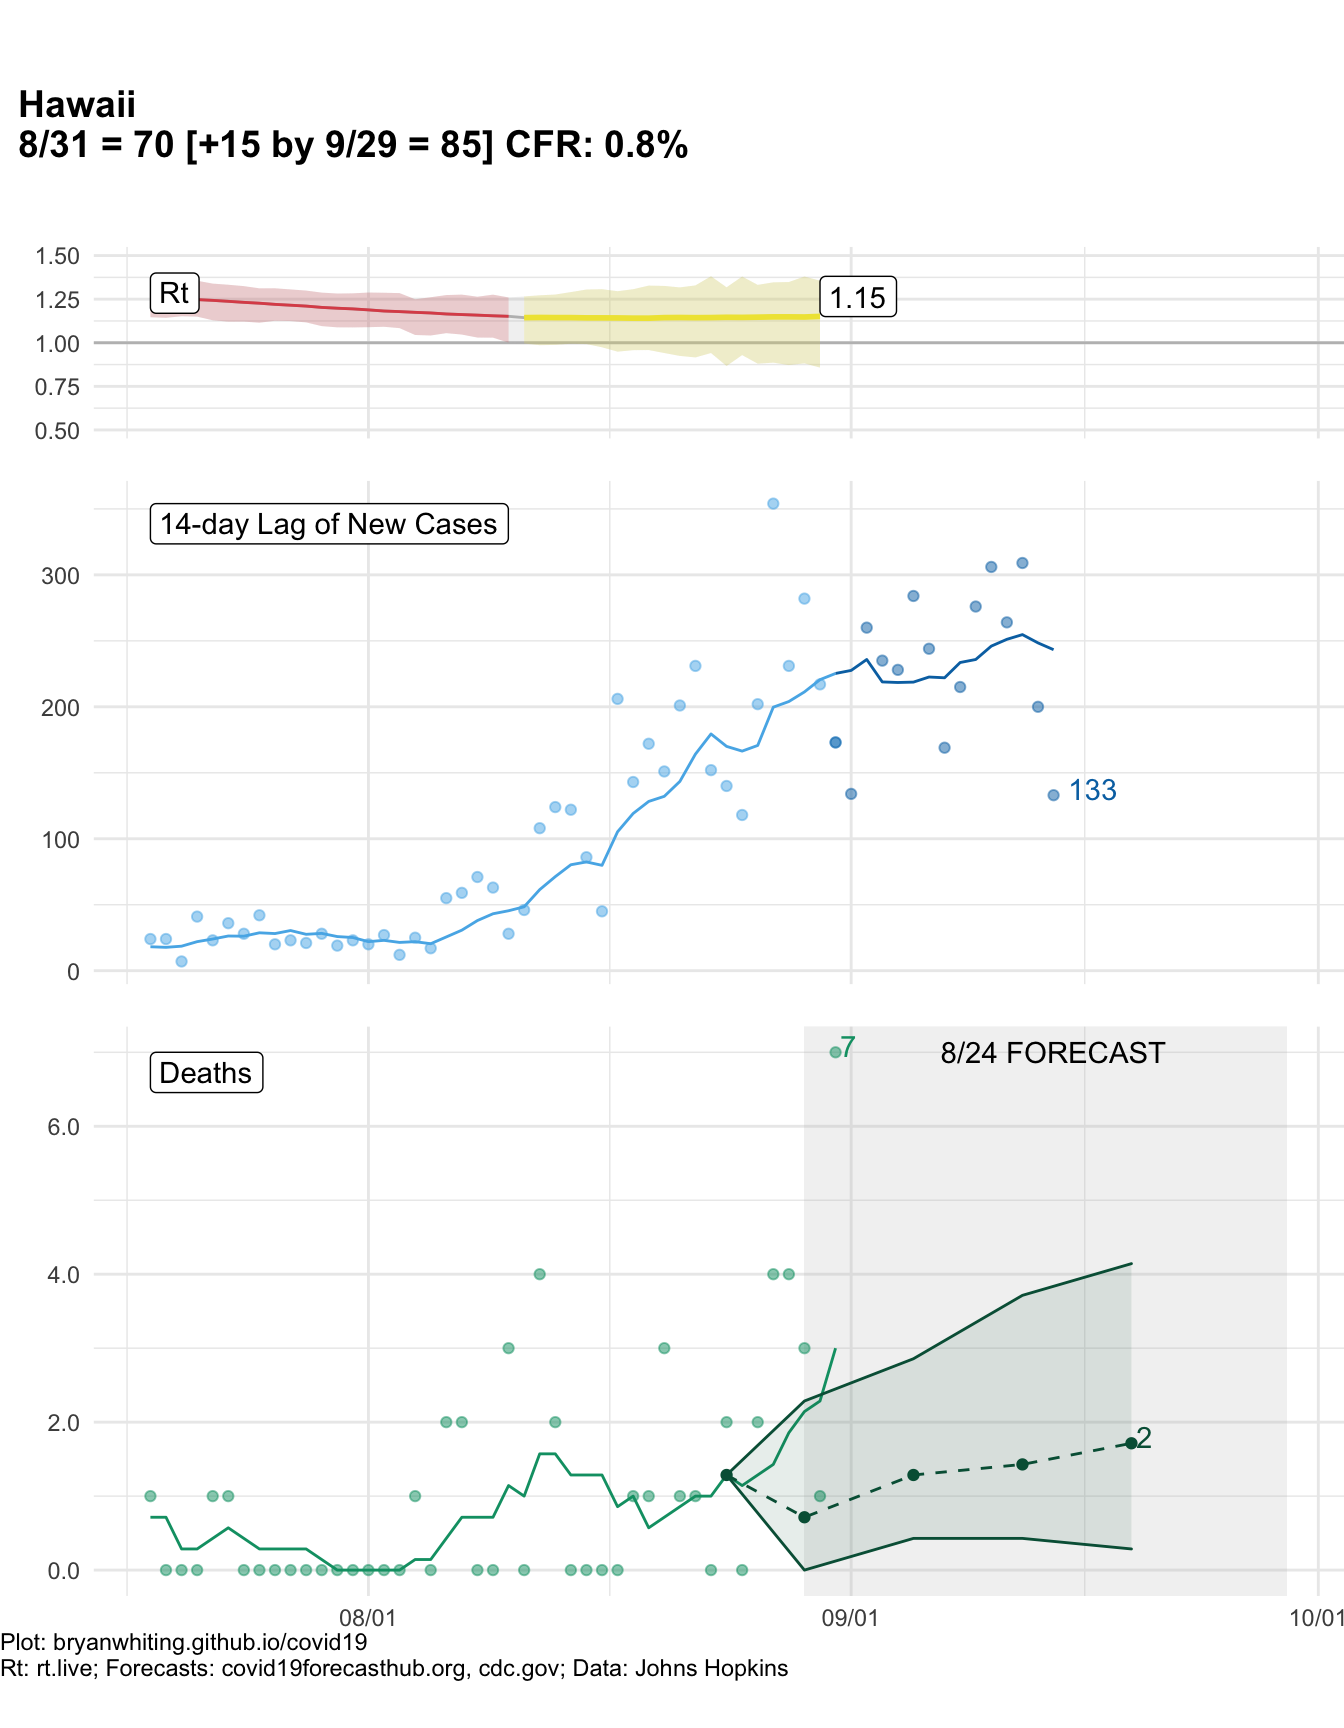 Hawaii
8/31 = 70 [+15 by 9/29 = 85] CFR: 0.8%
1.50
1.25
1.00
0.75
0.50
Rt
1.15
14-day Lag of New Cases
300
200
100
0
133
Deaths
7
8/24 FORECAST
6.0
4.0
2.0
0.0
2
08/01
09/01
10/01
Plot: bryanwhiting.github.io/covid19
Rt: rt.live; Forecasts: covid19forecasthub.org, cdc.gov; Data: Johns Hopkins